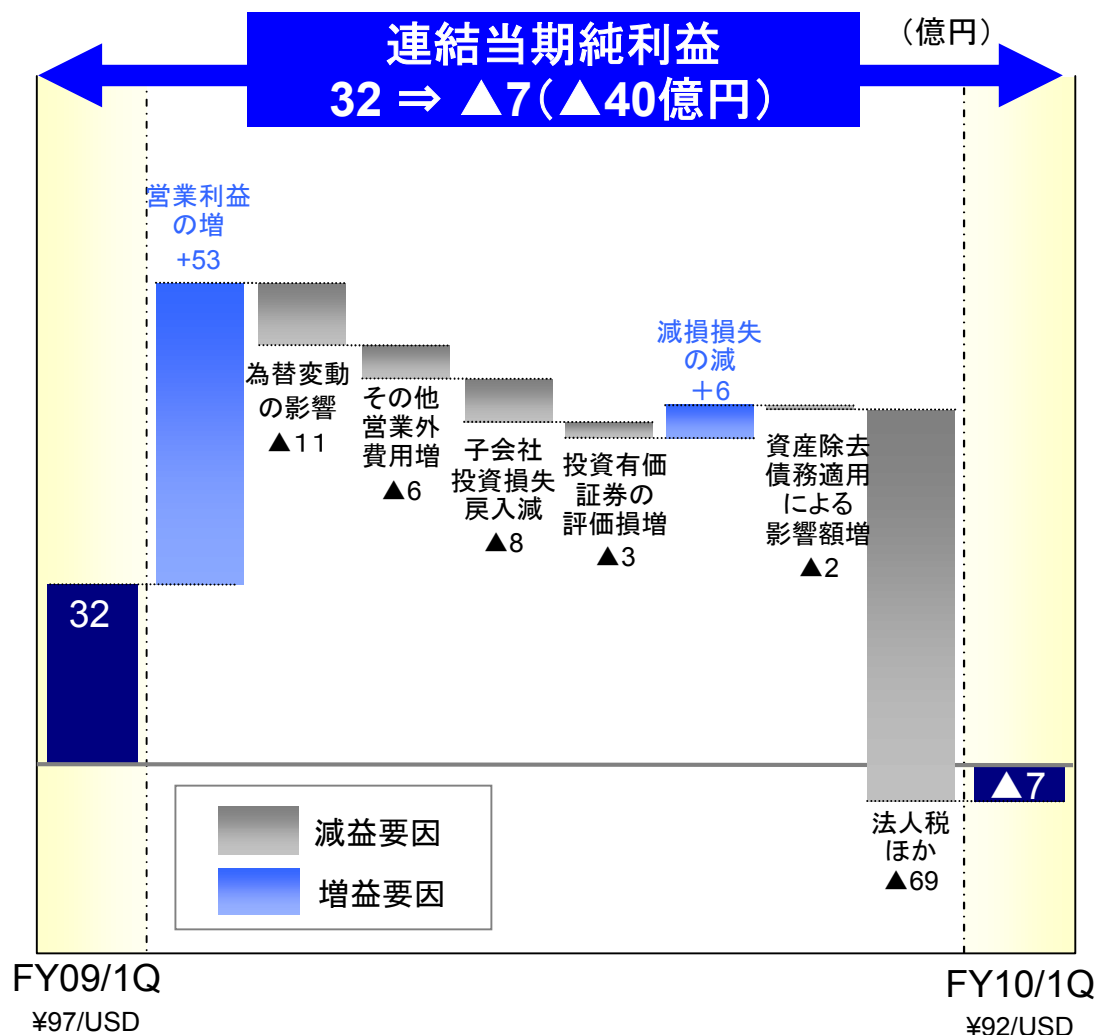 連結当期純利益
32 ⇒ ▲7(▲40億円)
（億円）
営業利益
の増
+53
為替変動
の影響
▲11
その他
営業外
費用増
▲6
子会社
投資損失
戻入減
▲8
投資有価
証券の
評価損増
▲3
減損損失
の減
＋6
資産除去
債務適用
による
影響額増
▲2
法人税
ほか
▲69
32
▲7
減益要因
増益要因
FY09/1Q
¥97/USD
FY10/1Q
¥92/USD